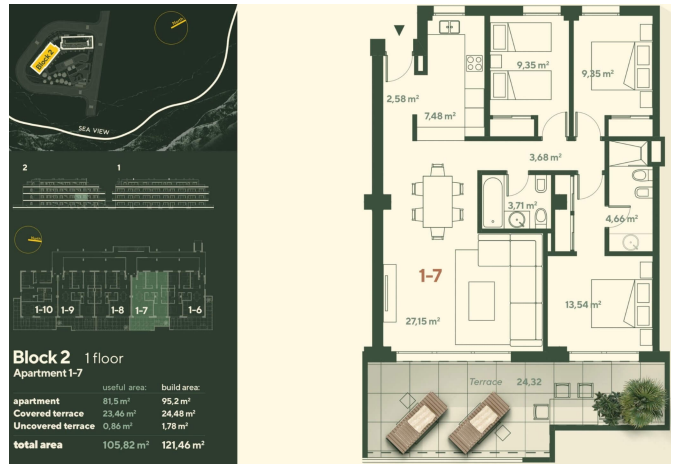 North
Block 2
1
SEA VIEW
2 1
North
1-10 1-9 1-8 1-7 1-6
Block 2 1 floor
Apartment 1-7
useful area: build area:
apartment 81,5 m² 95,2 m²
Covered terrace 23,46 m² 24,48 m²
Uncovered terrace 0,86 m² 1,78 m²
total area 105,82 m² 121,46 m²
2,58 m²
7,48 m²
9,35 m²
9,35 m²
3,68 m²
3,71 m²
4,66 m²
1-7
27,15 m²
13,54 m²
Terrace 24,32